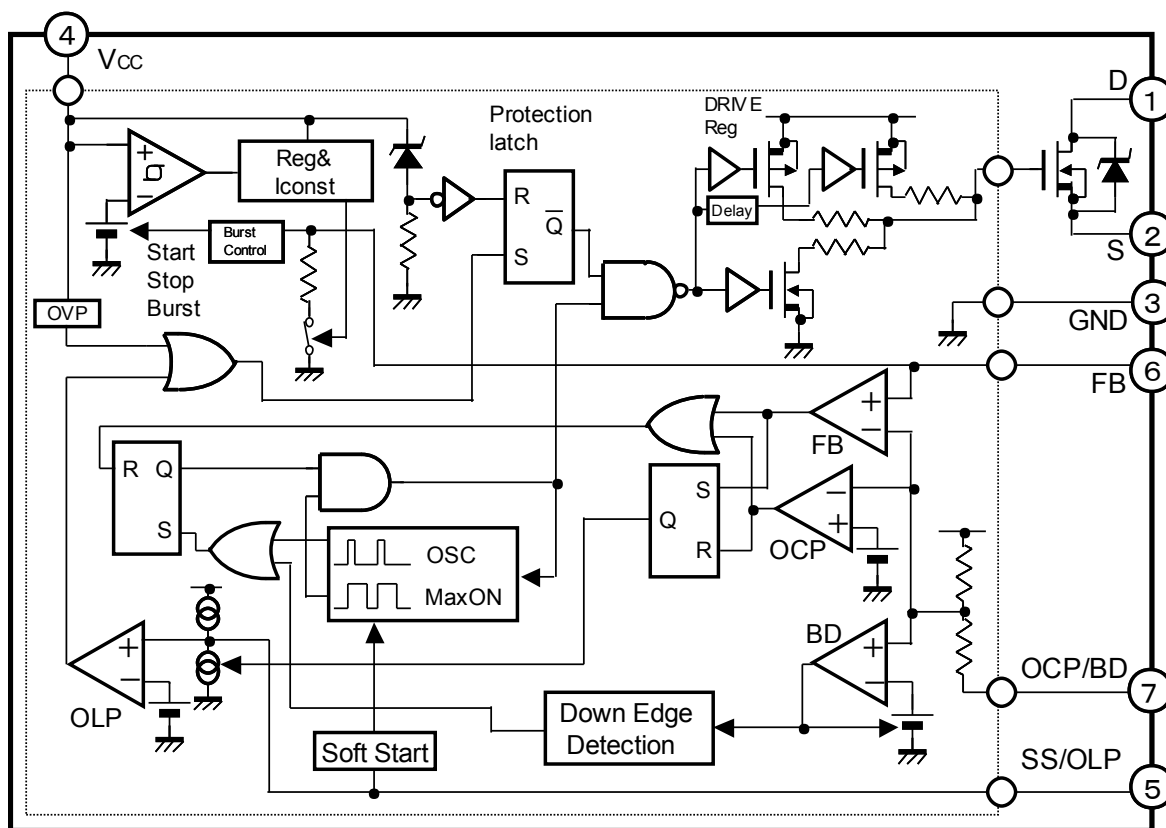 4
VCC
D
1
Protection
latch
DRIVE
Reg
+
−
Reg&
Iconst
R
Q
S
Delay
Burst
Control
Start
Stop
Burst
2
S
OVP
3
GND
6
FB
+
−
FB
R
Q
S
S
Q
R
−
+
OCP
OSC
MaxON
BD
+
−
+
−
OLP
OCP/BD
7
Down Edge
Detection
Soft Start
SS/OLP
5